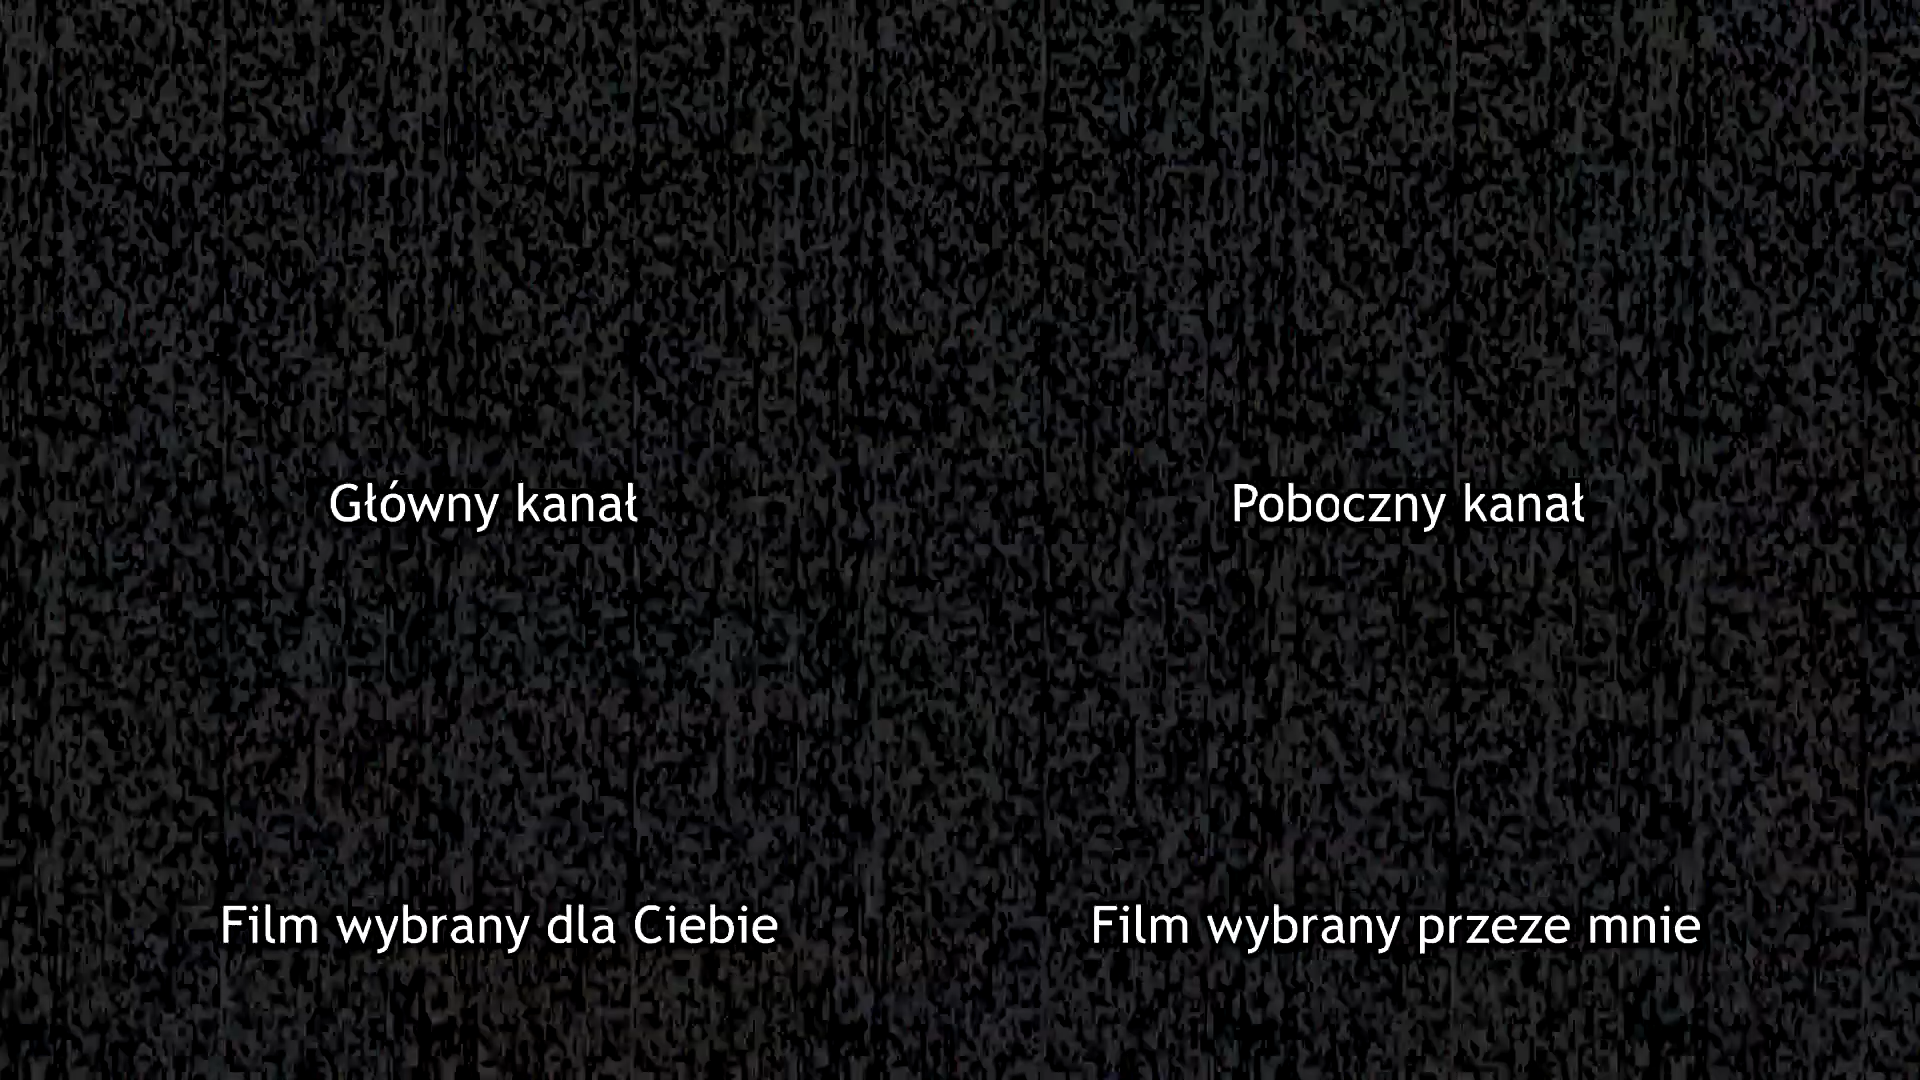 Główny kanał
Poboczny kanał
Film wybrany dla Ciebie
Film wybrany przeze mnie